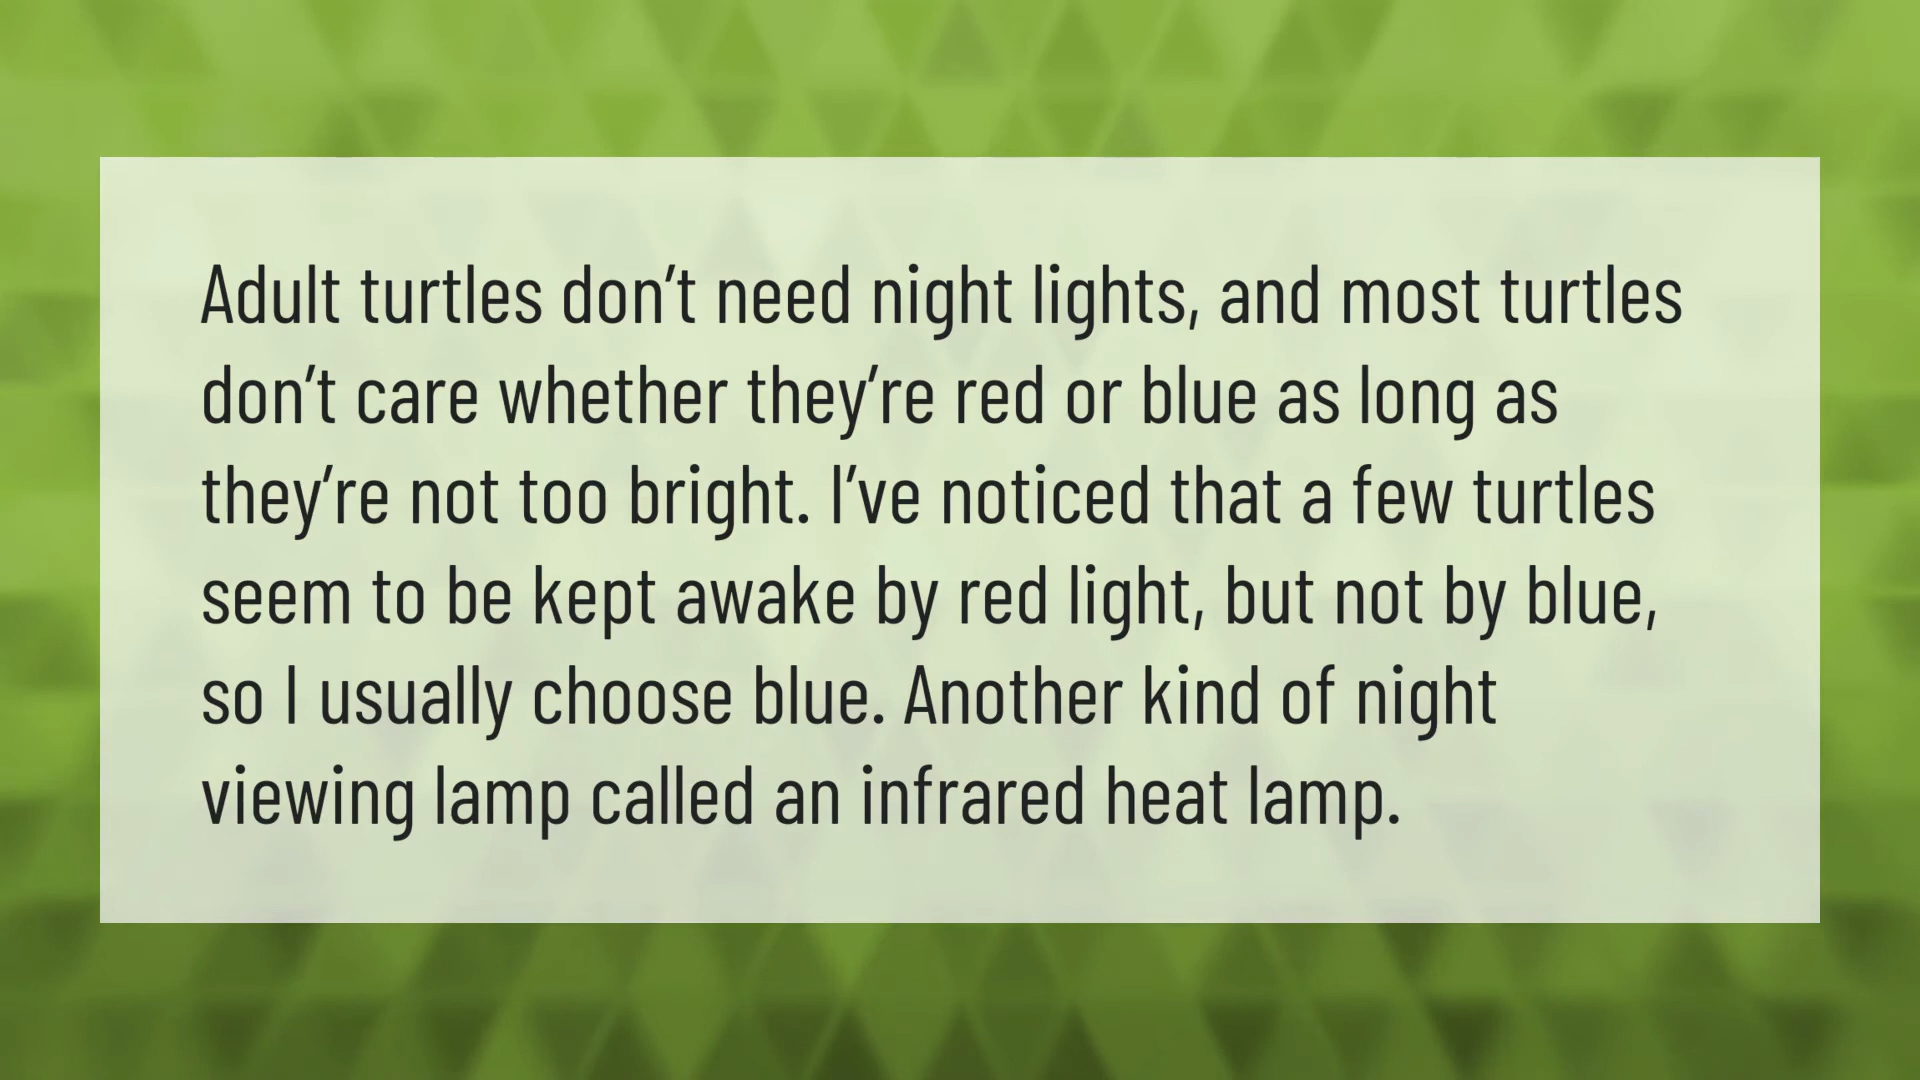 Adult turtles don’t need night lights, and most turtles
don’t care whether they’re red or blue as long as
they’re not too bright. I’ve noticed that a few turtles
seem to be kept awake by red light, but not by blue,
so I usually choose blue. Another kind of night
viewing lamp called an infrared heat lamp.